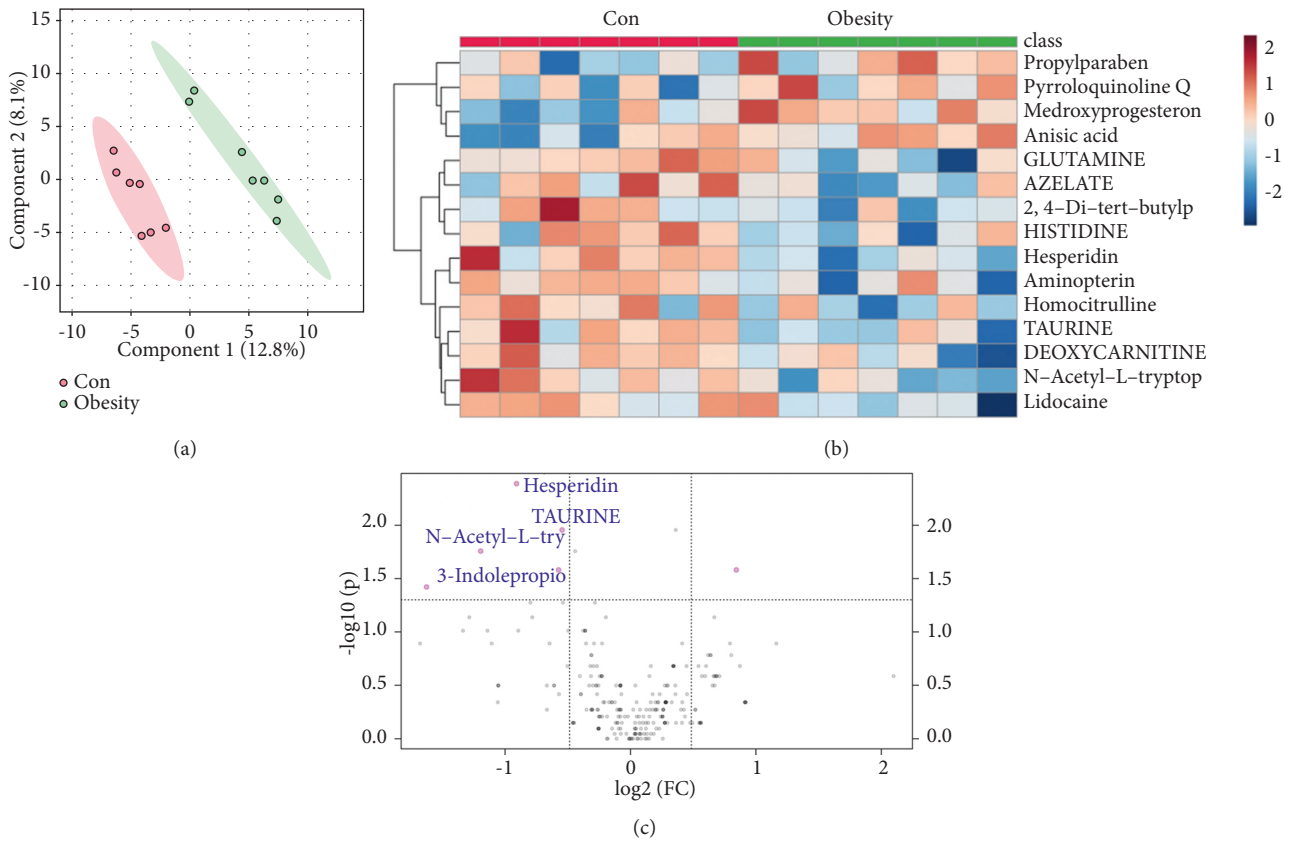 15
10
5
0
-5
-10
Component 2 (8.1%)
-10 -5 0 5 10
Component 1 (12.8%)
Con
Obesity
(a)
Con Obesity
class
Propylparaben
Pyrroloquinoline Q
Medroxyprogesteron
Anisic acid
GLUTAMINE
AZELATE
2, 4–Di–tert–butylp
HISTIDINE
Hesperidin
Aminopterin
Homocitrulline
TAURINE
DEOXYCARNITINE
N–Acetyl–L–tryptop
Lidocaine
2
1
0
-1
-2
(b)
Hesperidin
TAURINE
N–Acetyl–L–try
3-Indolepropio
2.0
1.5
1.0
0.5
0.0
-log10 (p)
2.0
1.5
1.0
0.5
0.0
-1 0 1 2
log2 (FC)
(c)